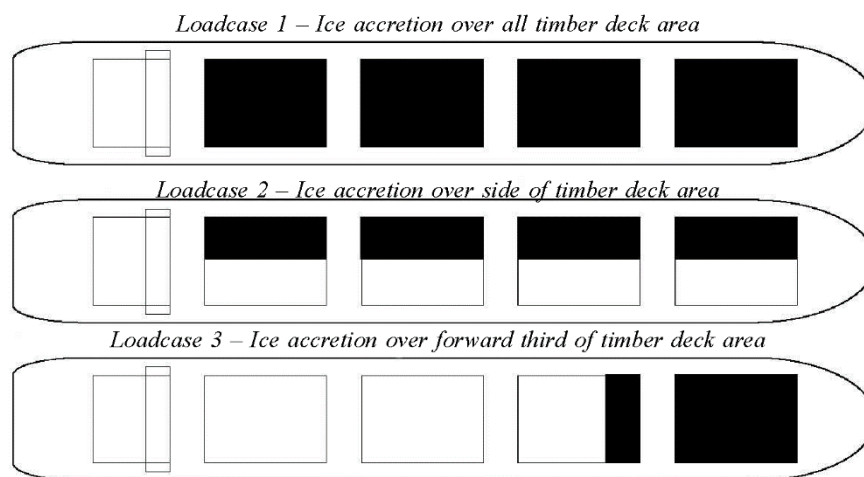 Loadcase 1 – Ice accretion over all timber deck area
Loadcase 2 – Ice accretion over side of timber deck area
Loadcase 3 – Ice accretion over forward third of timber deck area